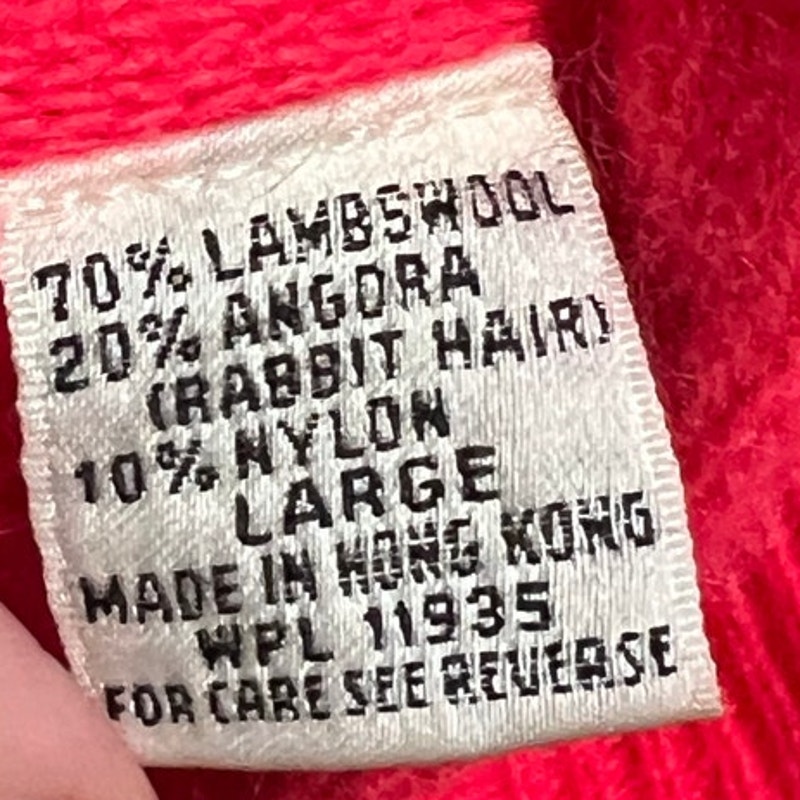 70% LAMBSWOOL
20% ANGORA
(RABBIT HAIR)
10% NYLON
LARGE
MADE IN HONG KONG
WPL 11935
FOR CARE SEE REVERSE